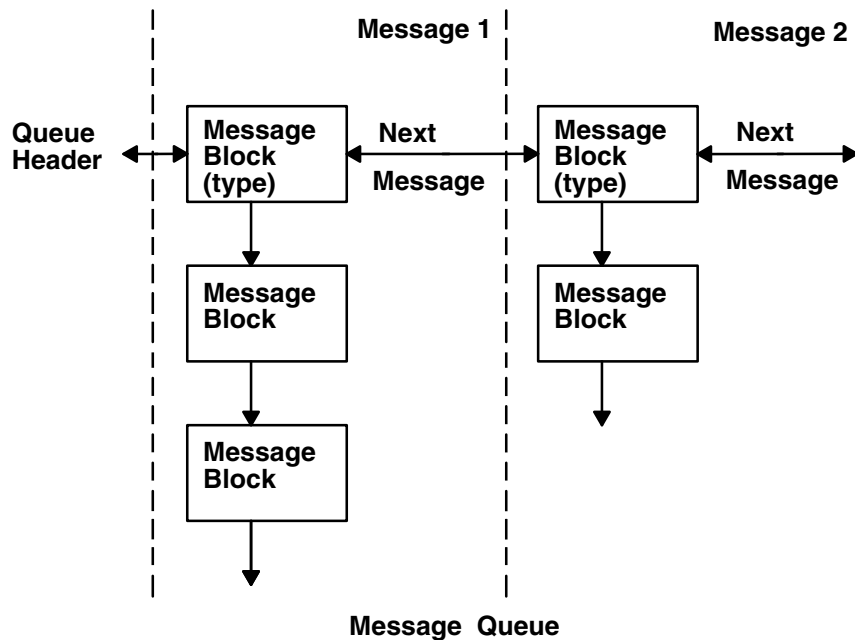 Message 1
Message 2
Queue
Header
Message
Block
(type)
Next
Message
Message
Block
(type)
Next
Message
Message
Block
Message
Block
Message
Block
Message Queue